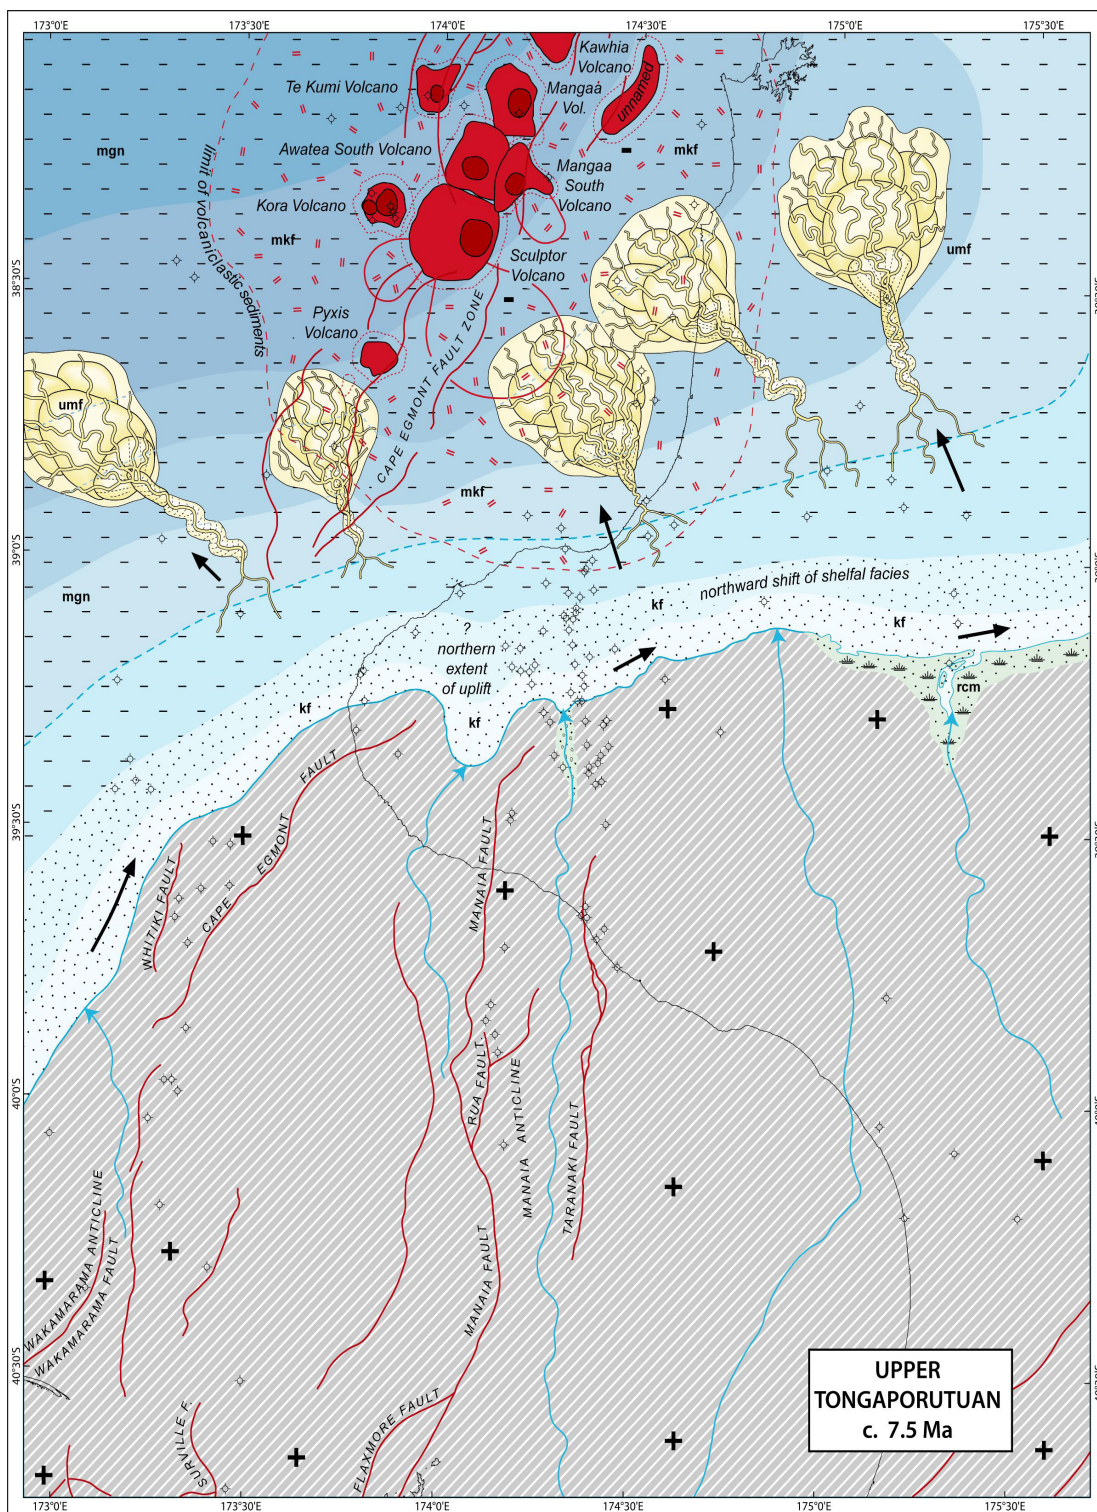 173°0'E 173°30'E 174°0'E 174°30'E 175°0'E 175°30'E
Kawhia
Volcano
Te Kumi Volcano
Mangaa
Vol.
unnamed
mgn
Awatea South Volcano
mkf
Mangaa
South
Volcano
limit of volcaniclastic sediments
Kora Volcano
mkf
umf
Sculptor
Volcano
38°30'S
Pyxis
Volcano
CAPE EGMONT FAULT ZONE
umf
mkf
39°0'S
mgn
northward shift of shelfal facies
kf
kf
?
northern
extent
of uplift
rcm
kf
kf
FAULT
EGMONT
CAPE
39°30'S
WHITIKI FAULT
MANAIA FAULT
40°0'S
RUA FAULT
MANAIA ANTICLINE
TARANAKI FAULT
WAKAMARAMA ANTICLINE
WAKAMARAMA FAULT
MANAIA FAULT
40°30'S
UPPER
TONGAPORUTUAN
c. 7.5 Ma
SURVILLE F.
FLAXMORE FAULT
173°0'E 173°30'E 174°0'E 174°30'E 175°0'E 175°30'E